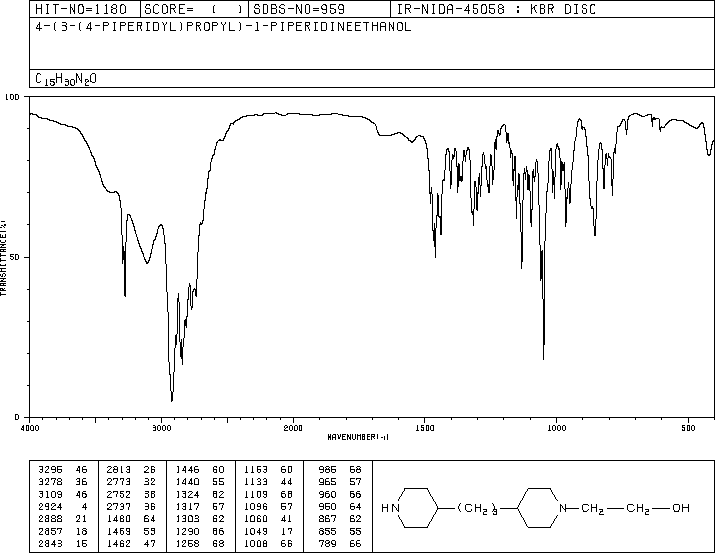 HIT-NO=1180 SCORE= ( ) SDBS-NO=959 IR-NIDA-45058 : KBR DISC
4-(3-(4-PIPERIDYL)PROPYL)-1-PIPERIDINEETHANOL
C15H30N2O
100
50
0
TRANSMITTANCE(%)
4000 3000 2000 1500 1000 500
WAVENUMBER(-1)
3295 46 2813 26 1446 60 1153 60 985 58
3278 36 2773 32 1440 55 1133 44 965 57
3109 46 2752 36 1324 82 1109 68 960 66
2924 4 2737 36 1317 57 1096 57 950 64
2888 21 1480 64 1303 62 1060 41 867 62
2857 18 1469 55 1290 86 1049 17 855 55
2843 15 1462 47 1258 68 1008 66 789 66
HN (CH2)3 N CH2 CH2 OH